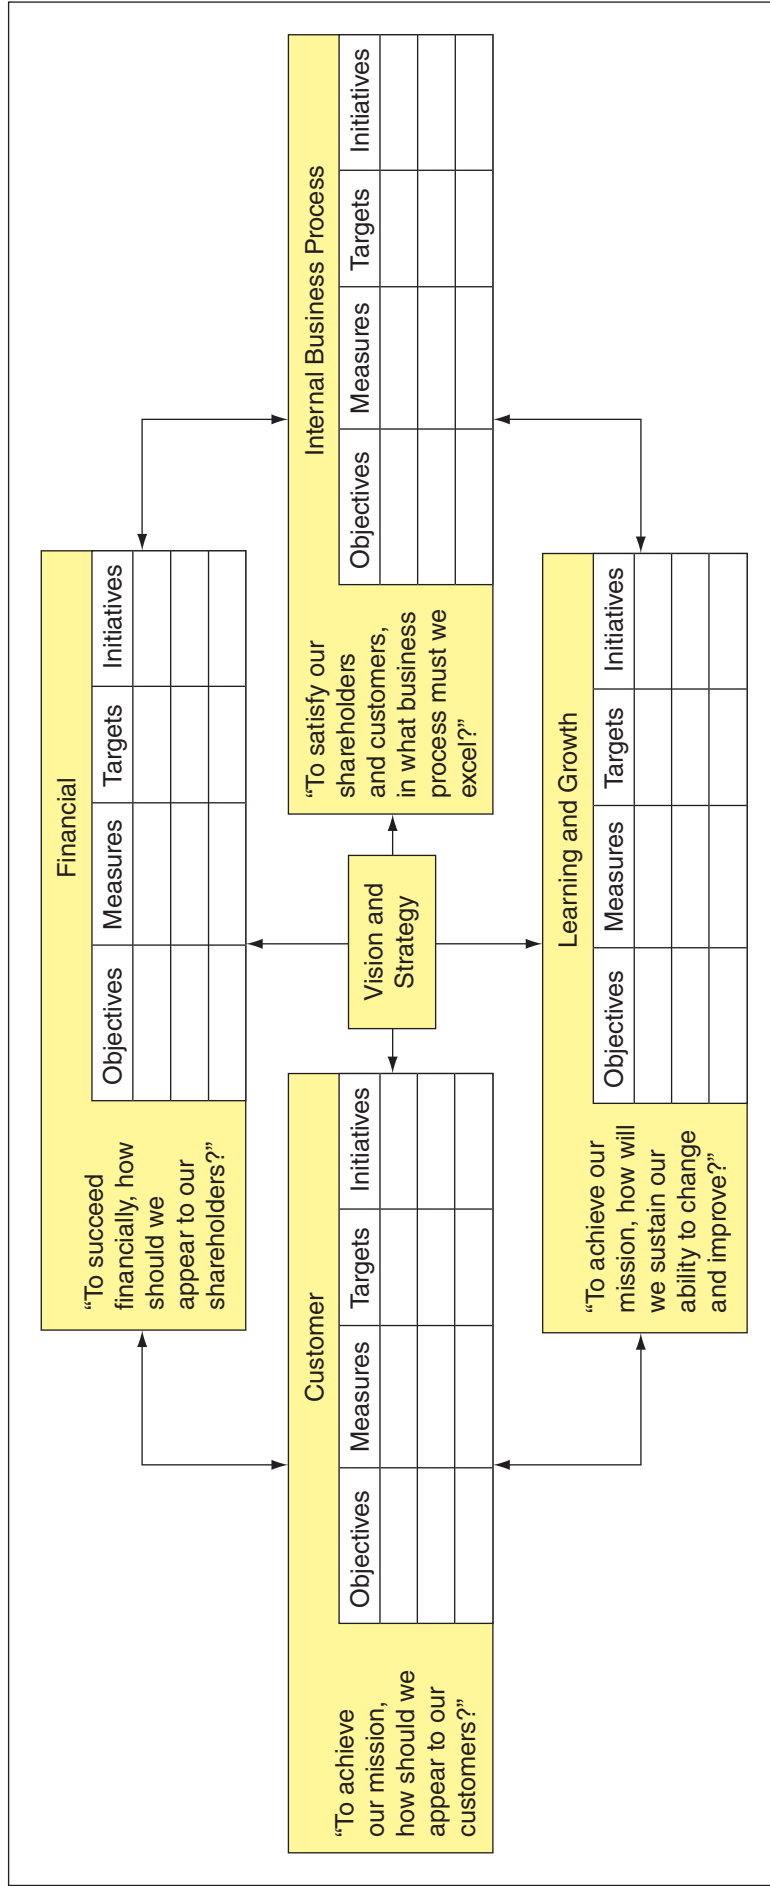 Financial
“To succeed
financially, how
should we
appear to our
shareholders?”
Objectives Measures Targets Initiatives
Customer
“To achieve
our mission,
how should we
appear to our
customers?”
Objectives Measures Targets Initiatives
Vision and
Strategy
Internal Business Process
“To satisfy our
shareholders
and customers,
in what business
process must we
excel?”
Objectives Measures Targets Initiatives
Learning and Growth
“To achieve our
mission, how will
we sustain our
ability to change
and improve?”
Objectives Measures Targets Initiatives